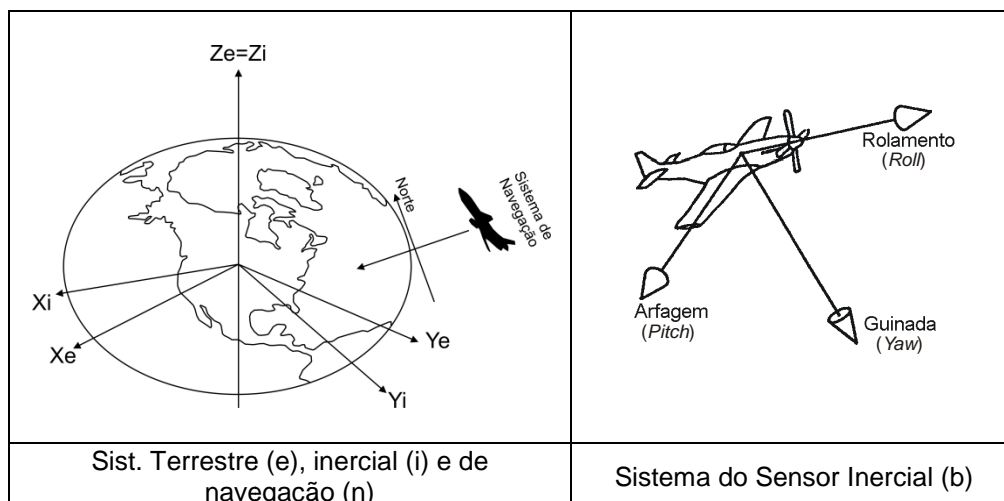 Ze=Zi
Norte
Sistema de
Navegação
Xi
Xe
Ye
Yi
Rolamento
(Roll)
Arfagem
(Pitch)
Guinada
(Yaw)
Sist. Terrestre (e), inercial (i) e de
navegação (n)
Sistema do Sensor Inercial (b)